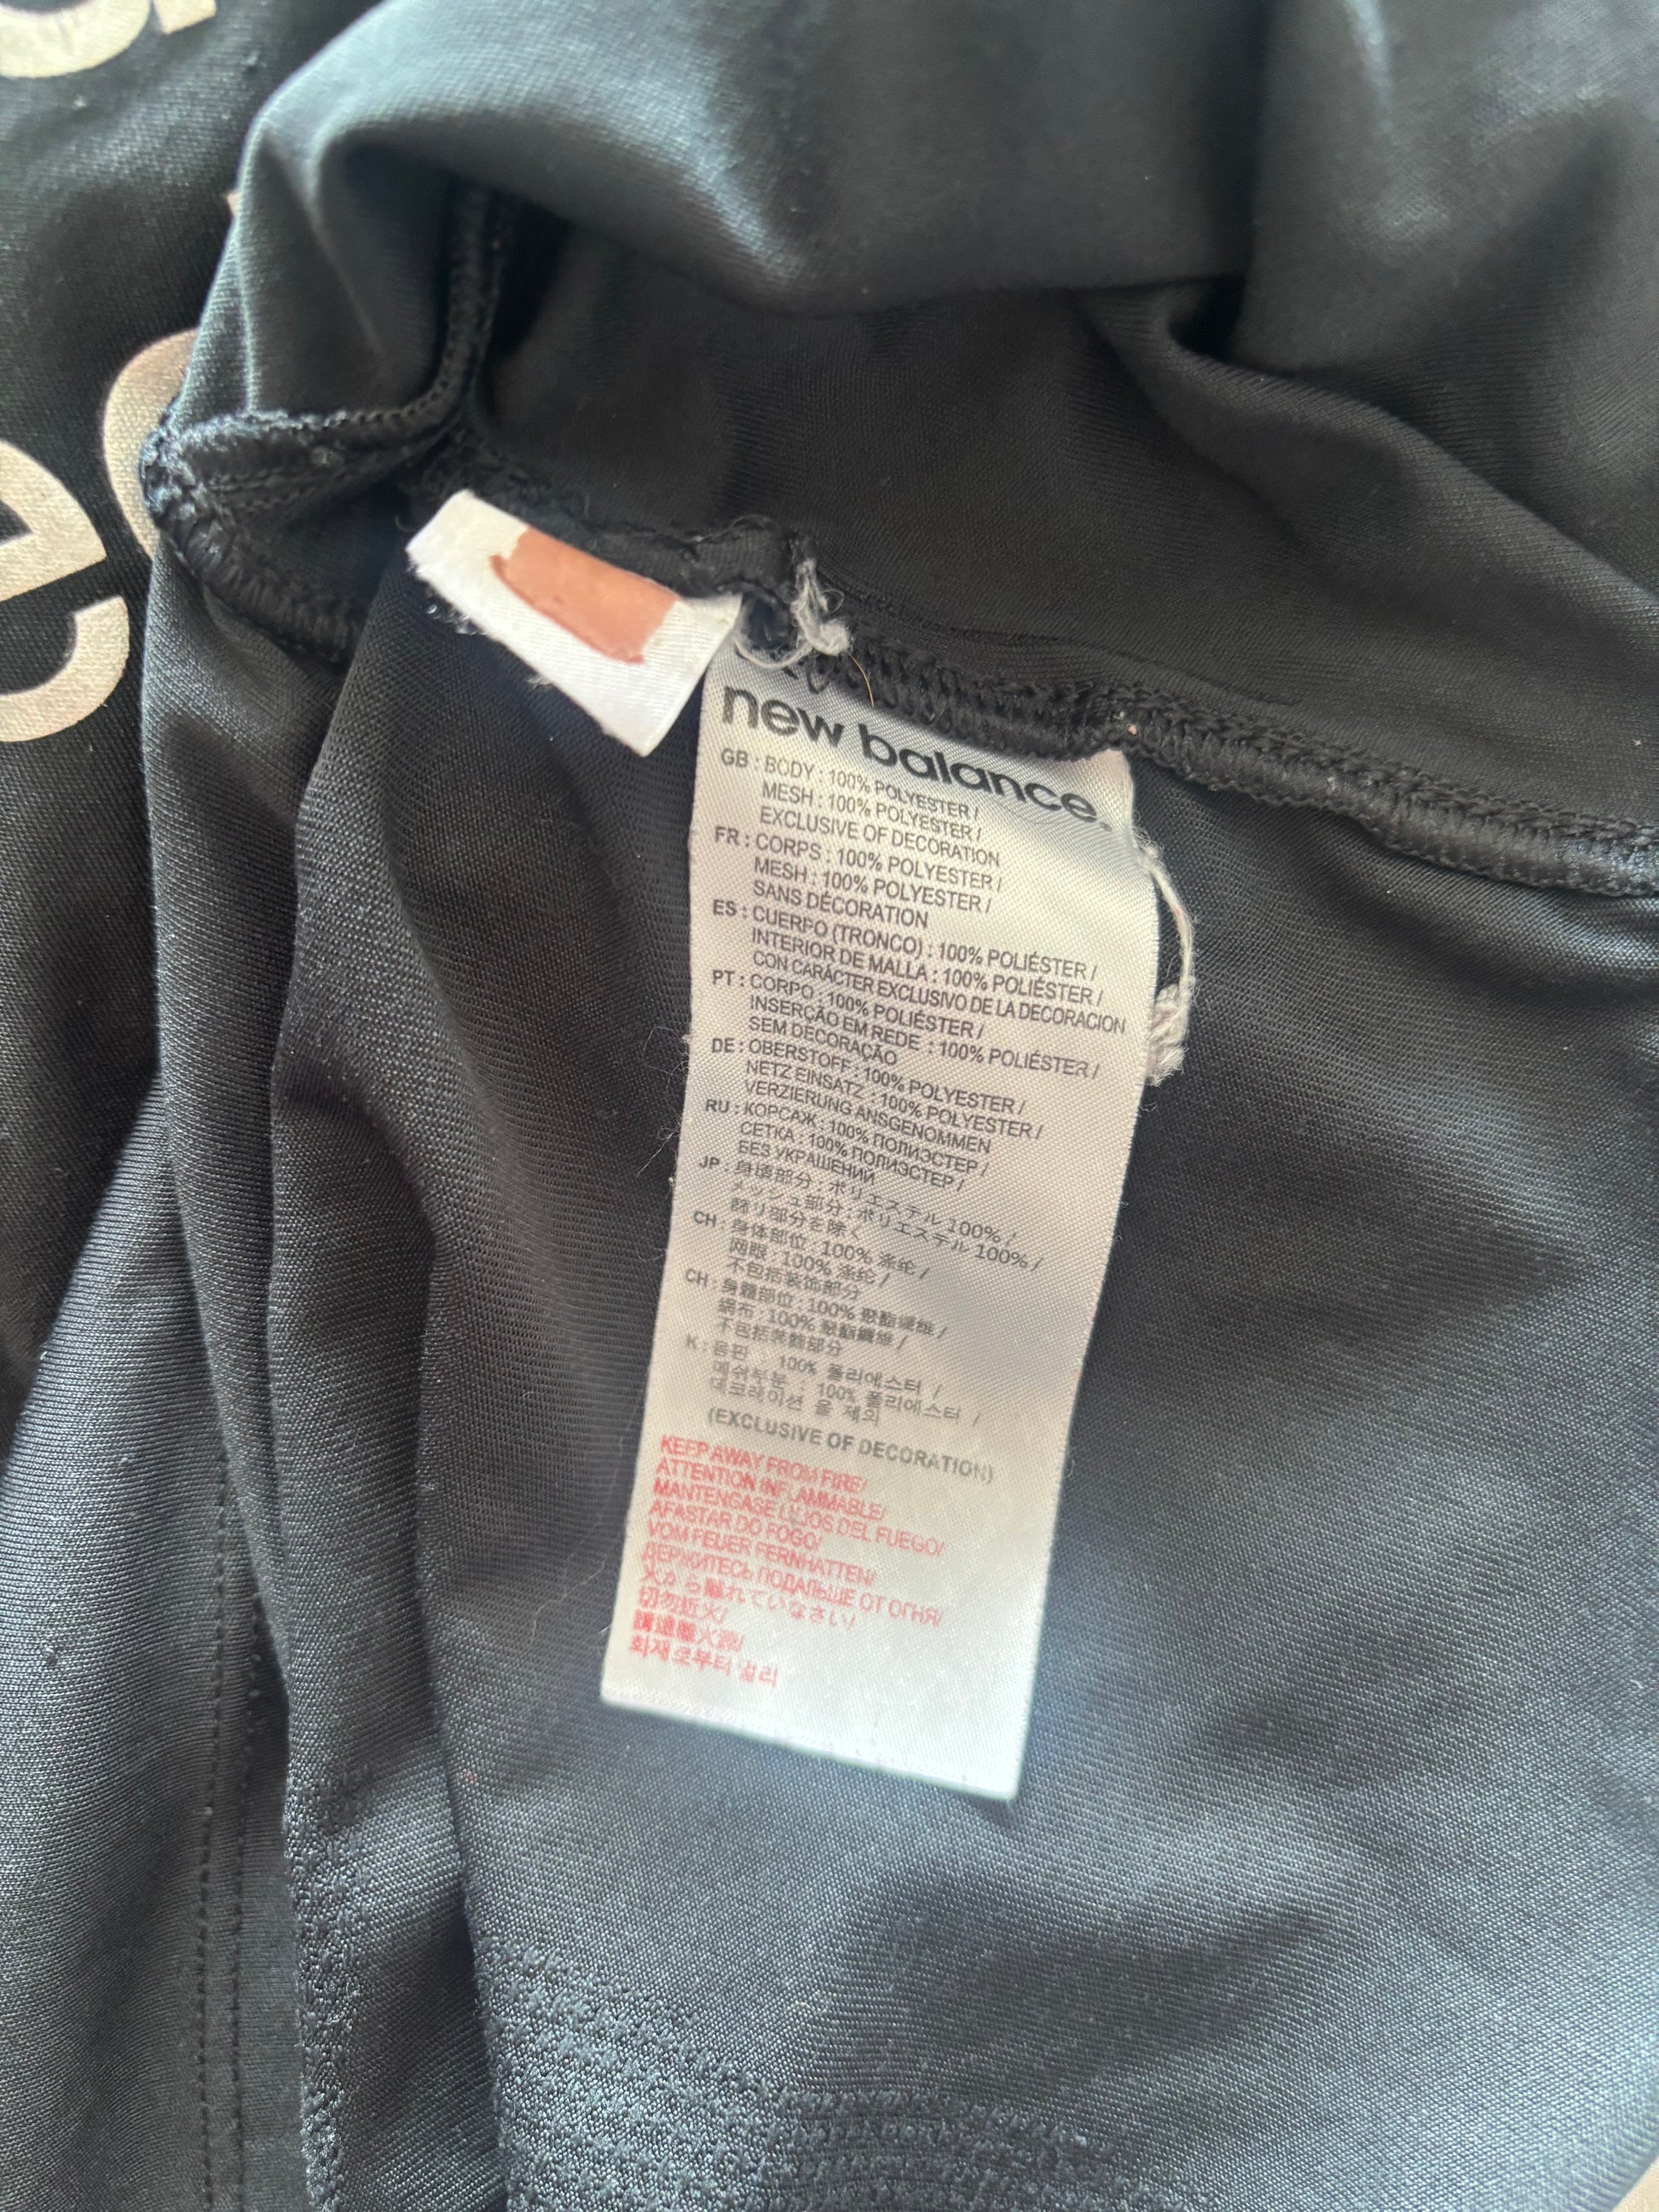 new balance
GB : BODY : 100% POLYESTER /
MESH : 100% POLYESTER /
EXCLUSIVE OF DECORATION
FR : CORPS : 100% POLYESTER /
MESH : 100% POLYESTER /
SANS DÉCORATION
ES : CUERPO (TRONCO) : 100% POLIÉSTER /
INTERIOR DE MALLA : 100% POLIÉSTER /
CON CARÁCTER EXCLUSIVO DE LA DECORACION
PT : CORPO : 100% POLIÉSTER /
INSERÇÃO EM REDE : 100% POLIÉSTER /
SEM DECORAÇÃO
DE : OBERSTOFF : 100% POLYESTER /
NETZ EINSATZ : 100% POLYESTER /
VERZIERUNG ANSGENOMMEN
RU : КОРСАЖ : 100% ПОЛИЭСТЕР /
СЕТКА : 100% ПОЛИЭСТЕР /
БЕЗ УКРАШЕНИЙ
JP : 身頃部分 : ポリエステル 100% /
メッシュ部分 : ポリエステル 100% /
飾り部分を除く
CH : 身体部位 : 100% 涤纶 /
网眼 : 100% 涤纶 /
不包括装饰部分
CH : 身體部位 : 100% 聚酯纖維 /
網布 : 100% 聚酯纖維 /
不包括裝飾部分
K : 몸판 : 100% 폴리에스터 /
메쉬부분 : 100% 폴리에스터 /
데코레이션 을 제외
(EXCLUSIVE OF DECORATION)
KEEP AWAY FROM FIRE/
ATTENTION INFLAMMABLE/
MANTENGASE LEJOS DEL FUEGO/
AFASTAR DO FOGO/
VOM FEUER FERNHATTEN/
ДЕРЖИТЕСЬ ПОДАЛЬШЕ ОТ ОГНЯ/
火から離れていなさい/
切勿近火/
請遠離火源/
화재로부터 멀리